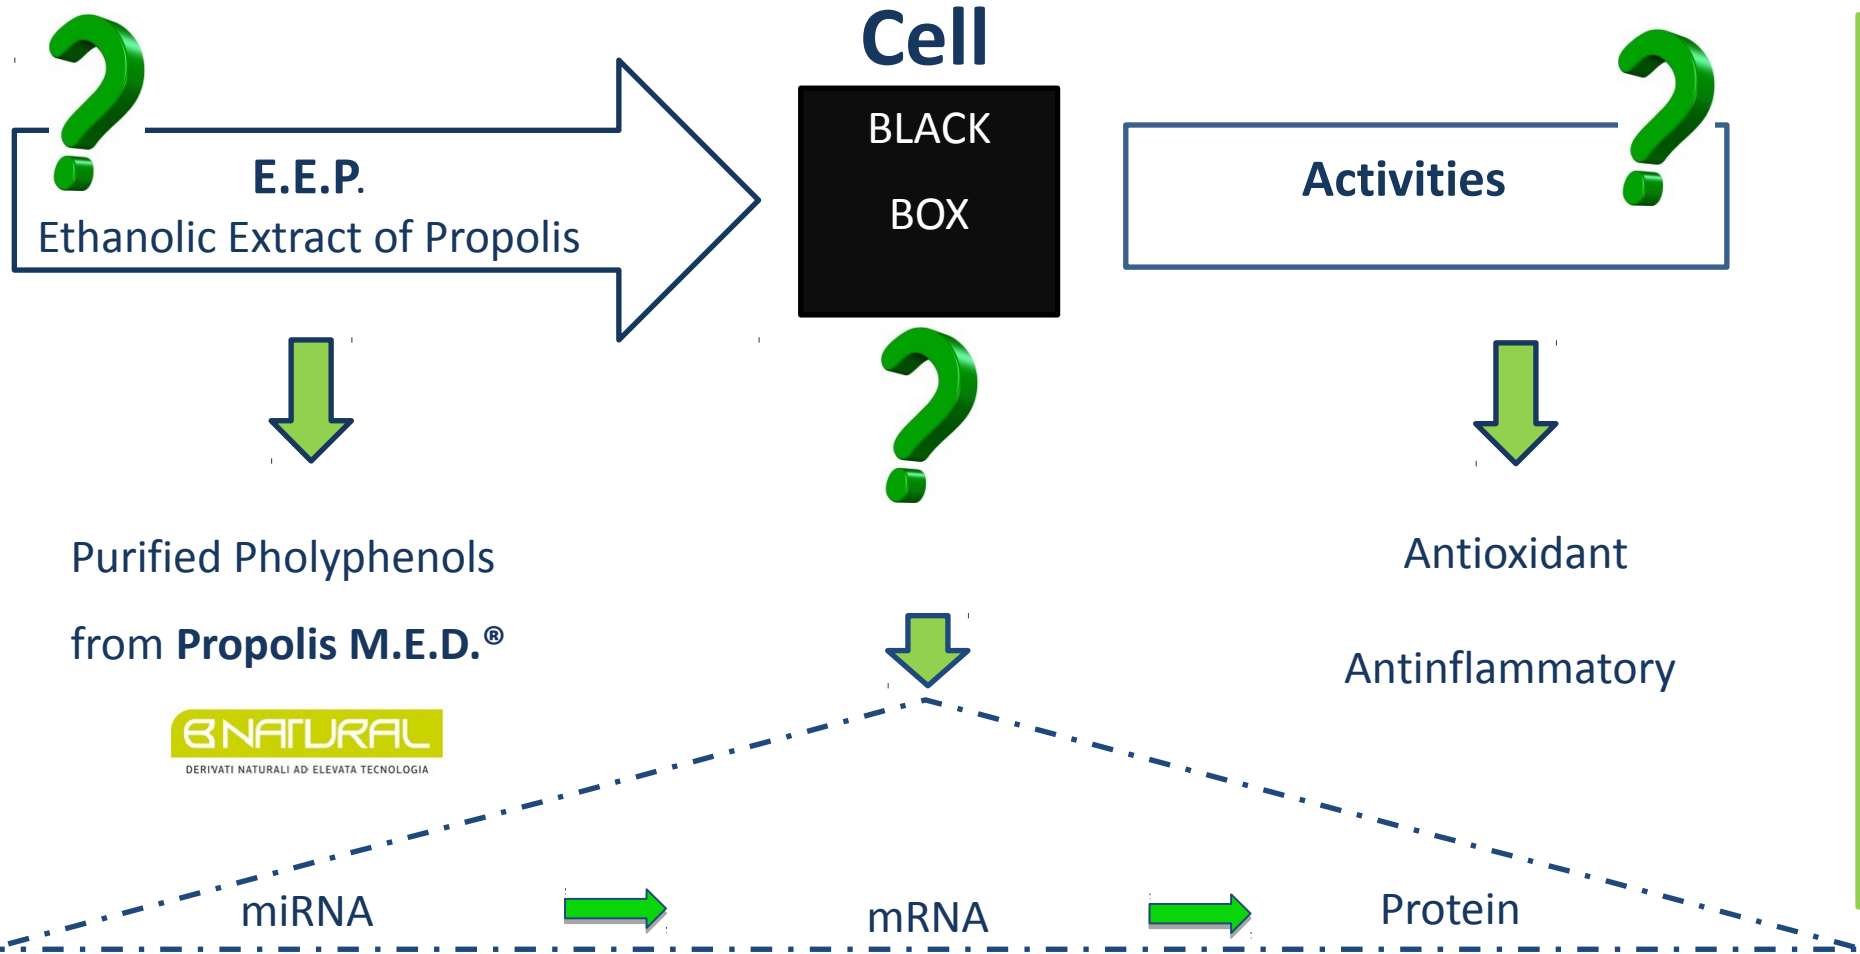 Cell
BLACK
BOX
E.E.P.
Ethanolic Extract of Propolis
Activities
Purified Pholyphenols
from Propolis M.E.D.®
BNATURAL
DERIVATI NATURALI AD ELEVATA TECNOLOGIA
Antioxidant
Antinflammatory
miRNA
mRNA
Protein